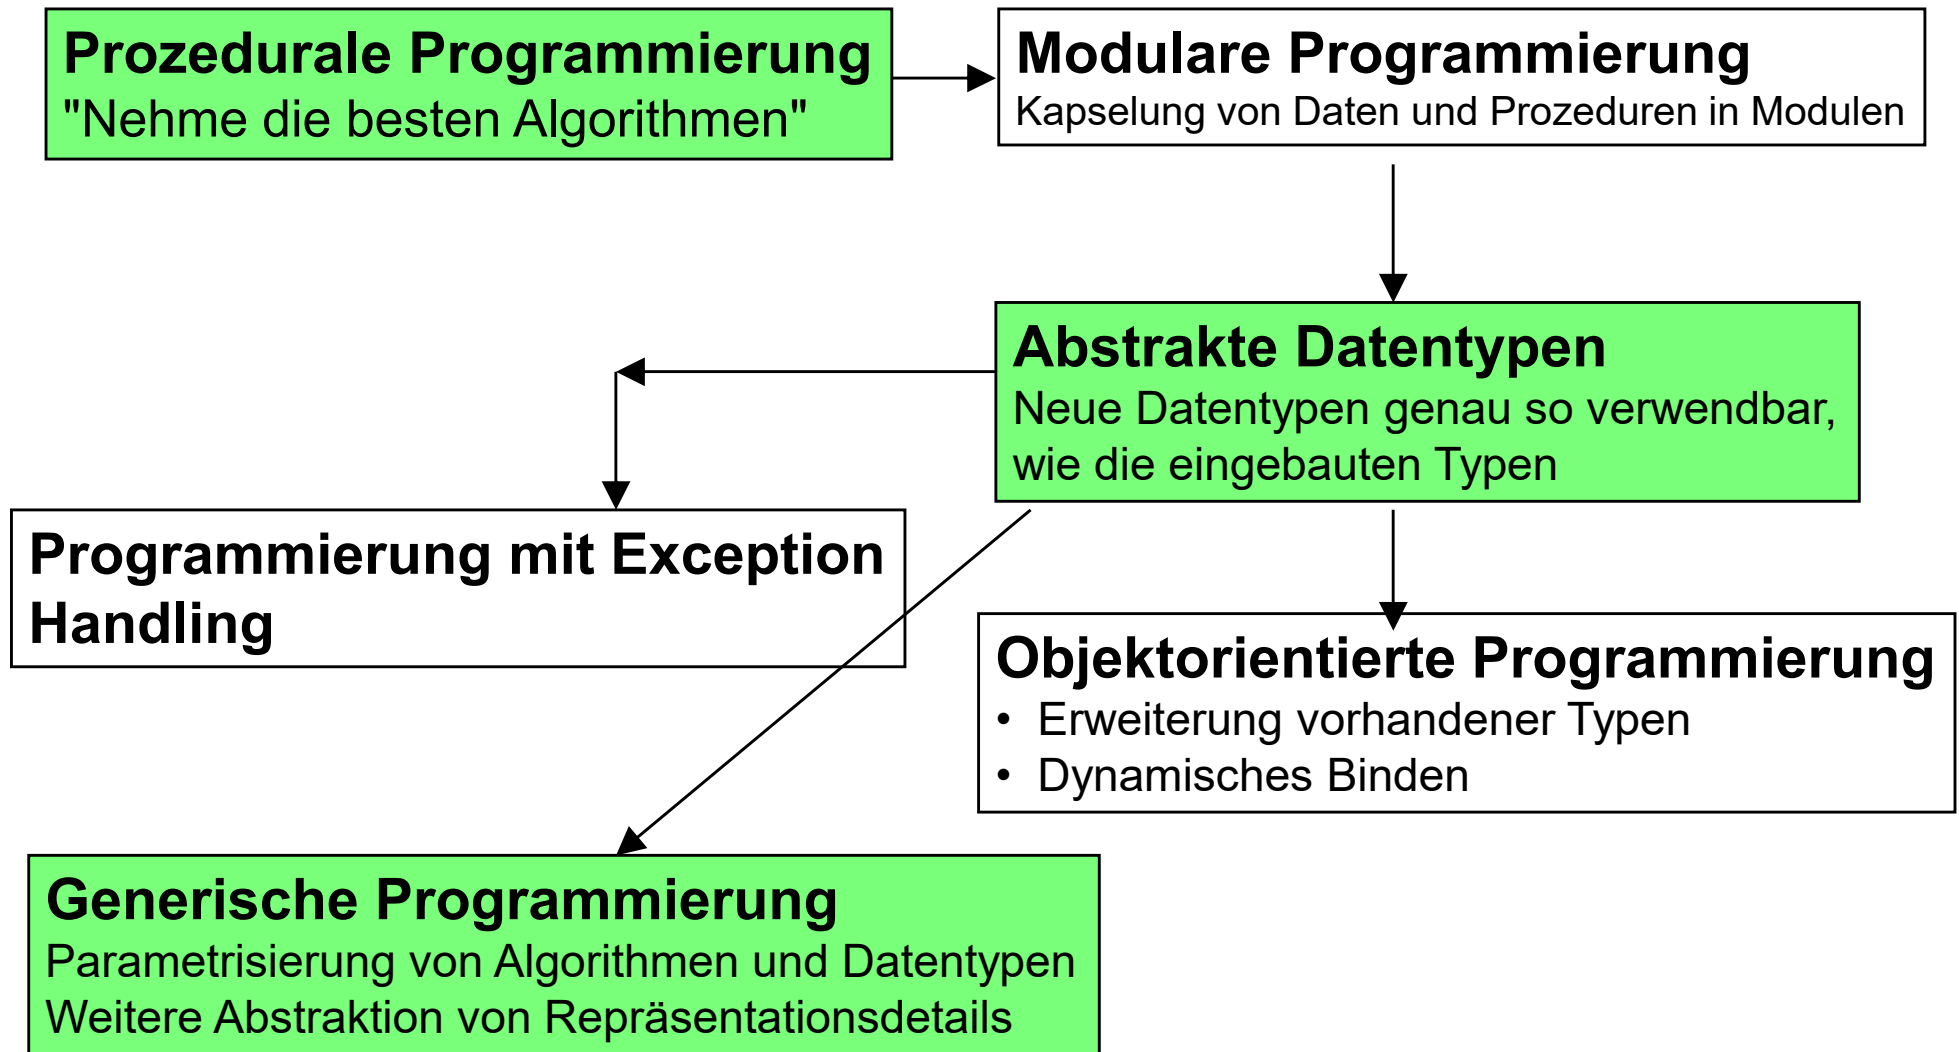 Prozedurale Programmierung
"Nehme die besten Algorithmen"
Modulare Programmierung
Kapselung von Daten und Prozeduren in Modulen
Abstrakte Datentypen
Neue Datentypen genau so verwendbar,
wie die eingebauten Typen
Programmierung mit Exception
Handling
Objektorientierte Programmierung
• Erweiterung vorhandener Typen
• Dynamisches Binden
Generische Programmierung
Parametrisierung von Algorithmen und Datentypen
Weitere Abstraktion von Repräsentationsdetails